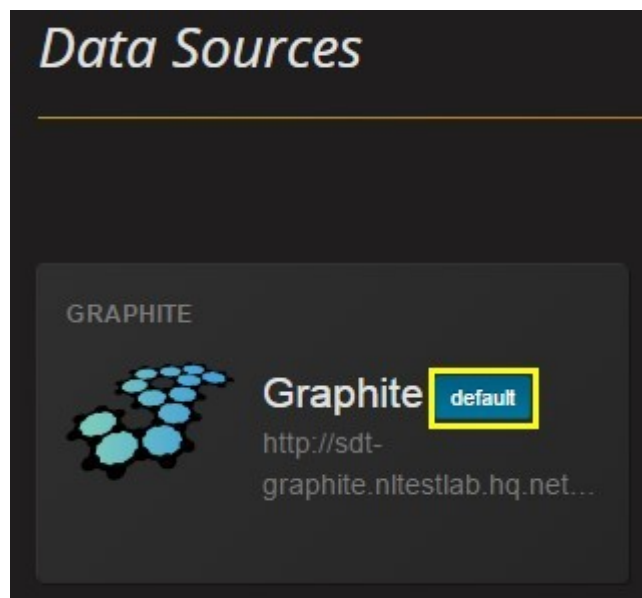 Data Sources
GRAPHITE
Graphite default
http://sdt-
graphite.nltestlab.hq.net...